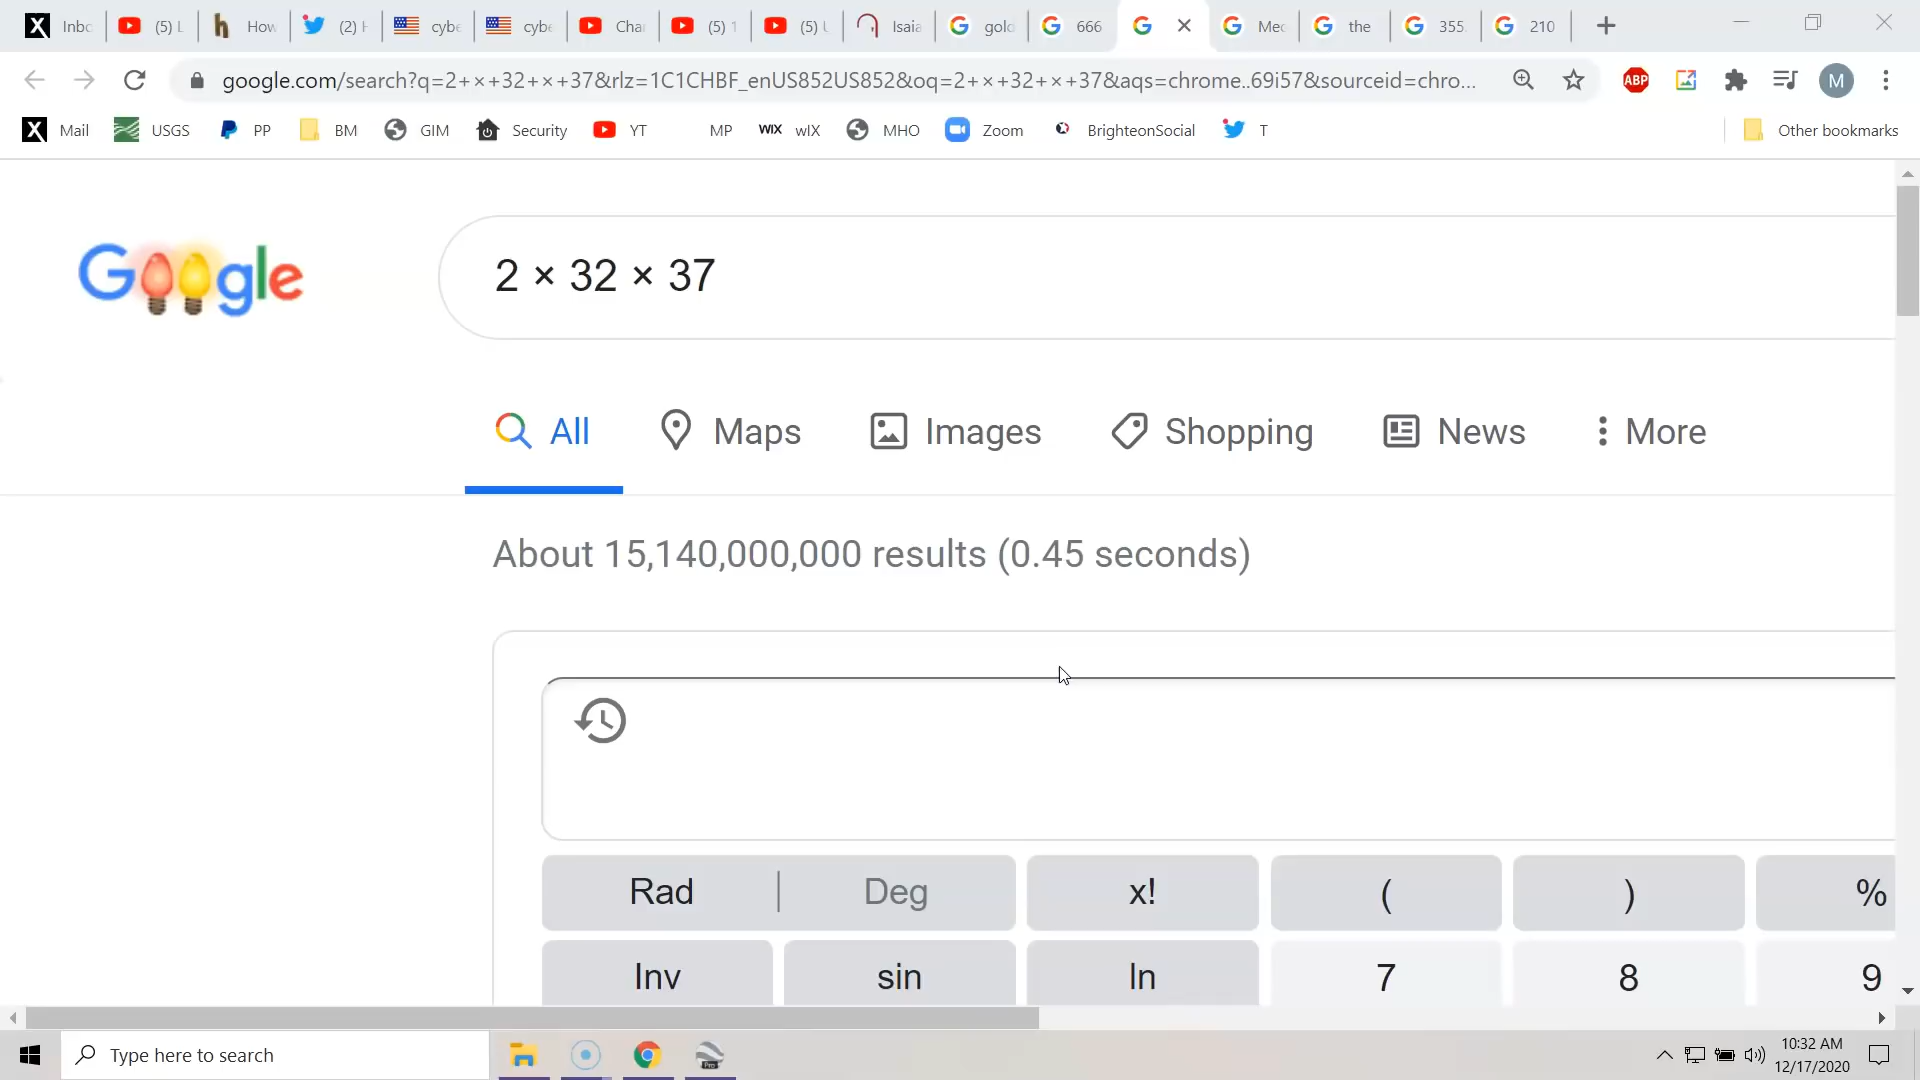 Inbc (5) L How (2) H cybe cybe Cha (5) 1 (5) U Isaia gold 666 Mec the 355. 210
google.com/search?q=2+×+32+×+37&rlz=1C1CHBF_enUS852US852&oq=2+×+32+×+37&aqs=chrome..69i57&sourceid=chro... ABP M
X Mail USGS PP BM GIM Security YT MP WIX wIX MHO Zoom BrighteonSocial T Other bookmarks
Google
2 × 32 × 37
All Maps Images Shopping News More
About 15,140,000,000 results (0.45 seconds)
Rad Deg x! ( ) %
Inv sin ln 7 8 9
Type here to search
10:32 AM
12/17/2020